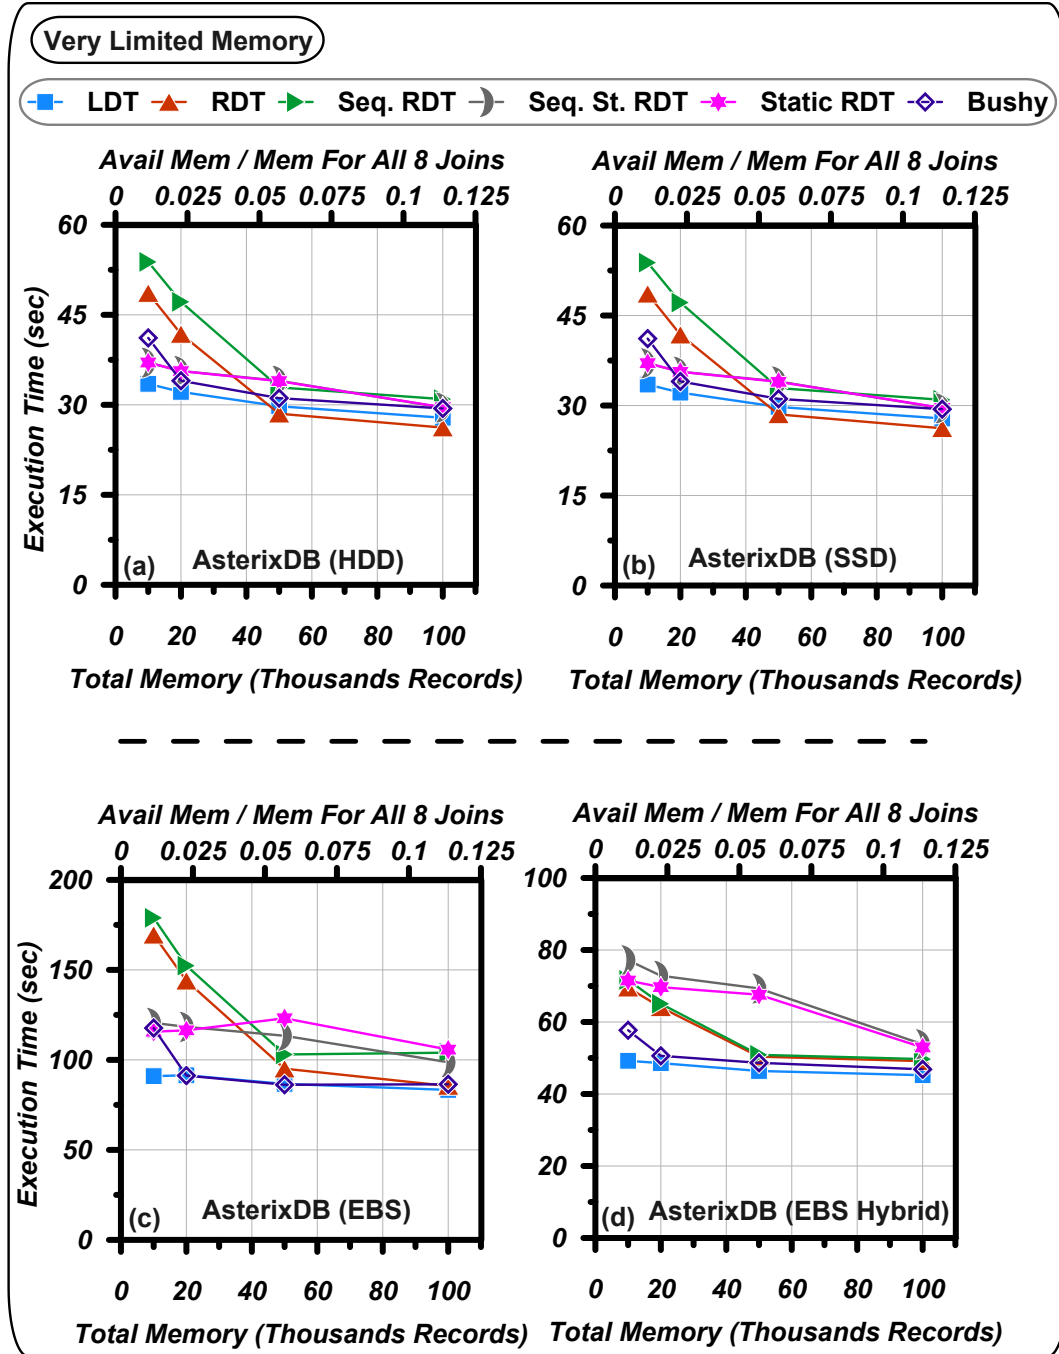 Very Limited Memory
LDT RDT Seq. RDT Seq. St. RDT Static RDT Bushy
Avail Mem / Mem For All 8 Joins
0 0.025 0.05 0.075 0.1 0.125
60
45
30
15
0
Execution Time (sec)
(a) AsterixDB (HDD)
0 20 40 60 80 100
Total Memory (Thousands Records)
Avail Mem / Mem For All 8 Joins
0 0.025 0.05 0.075 0.1 0.125
60
45
30
15
0
(b) AsterixDB (SSD)
0 20 40 60 80 100
Total Memory (Thousands Records)
Avail Mem / Mem For All 8 Joins
0 0.025 0.05 0.075 0.1 0.125
200
150
100
50
0
Execution Time (sec)
(c) AsterixDB (EBS)
0 20 40 60 80 100
Total Memory (Thousands Records)
Avail Mem / Mem For All 8 Joins
0 0.025 0.05 0.075 0.1 0.125
100
80
60
40
20
0
(d) AsterixDB (EBS Hybrid)
0 20 40 60 80 100
Total Memory (Thousands Records)